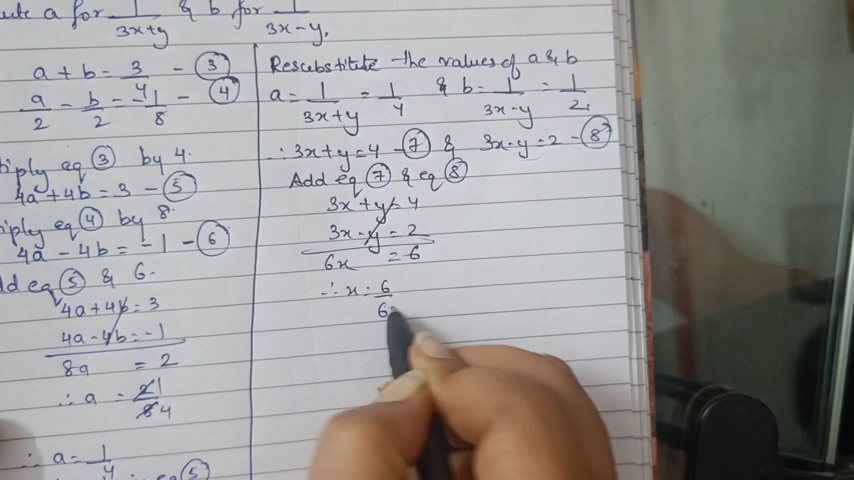 a for 1/3x+y & b for 1/3x-y.
a + b = 3/4 - ③
a/2 - b/2 = -1/8 - ④
eq ③ by 4.
4a + 4b = 3 - ⑤
eq ④ by 8.
4a - 4b = -1 - ⑥
eq ⑤ & 6.
4a + 4b = 3
4a - 4b = -1
8a = 2
∴ a = 2/8 1/4
∴ a = 1/4
eq ⑤
Resubstitute the values of a & b
a = 1/3x+y = 1/4 & b = 1/3x-y = 1/2.
∴ 3x + y = 4 - ⑦ & 3x - y = 2 - ⑧
Add eq ⑦ & eq ⑧
3x + y = 4
3x - y = 2
6x = 6
∴ x = 6/6